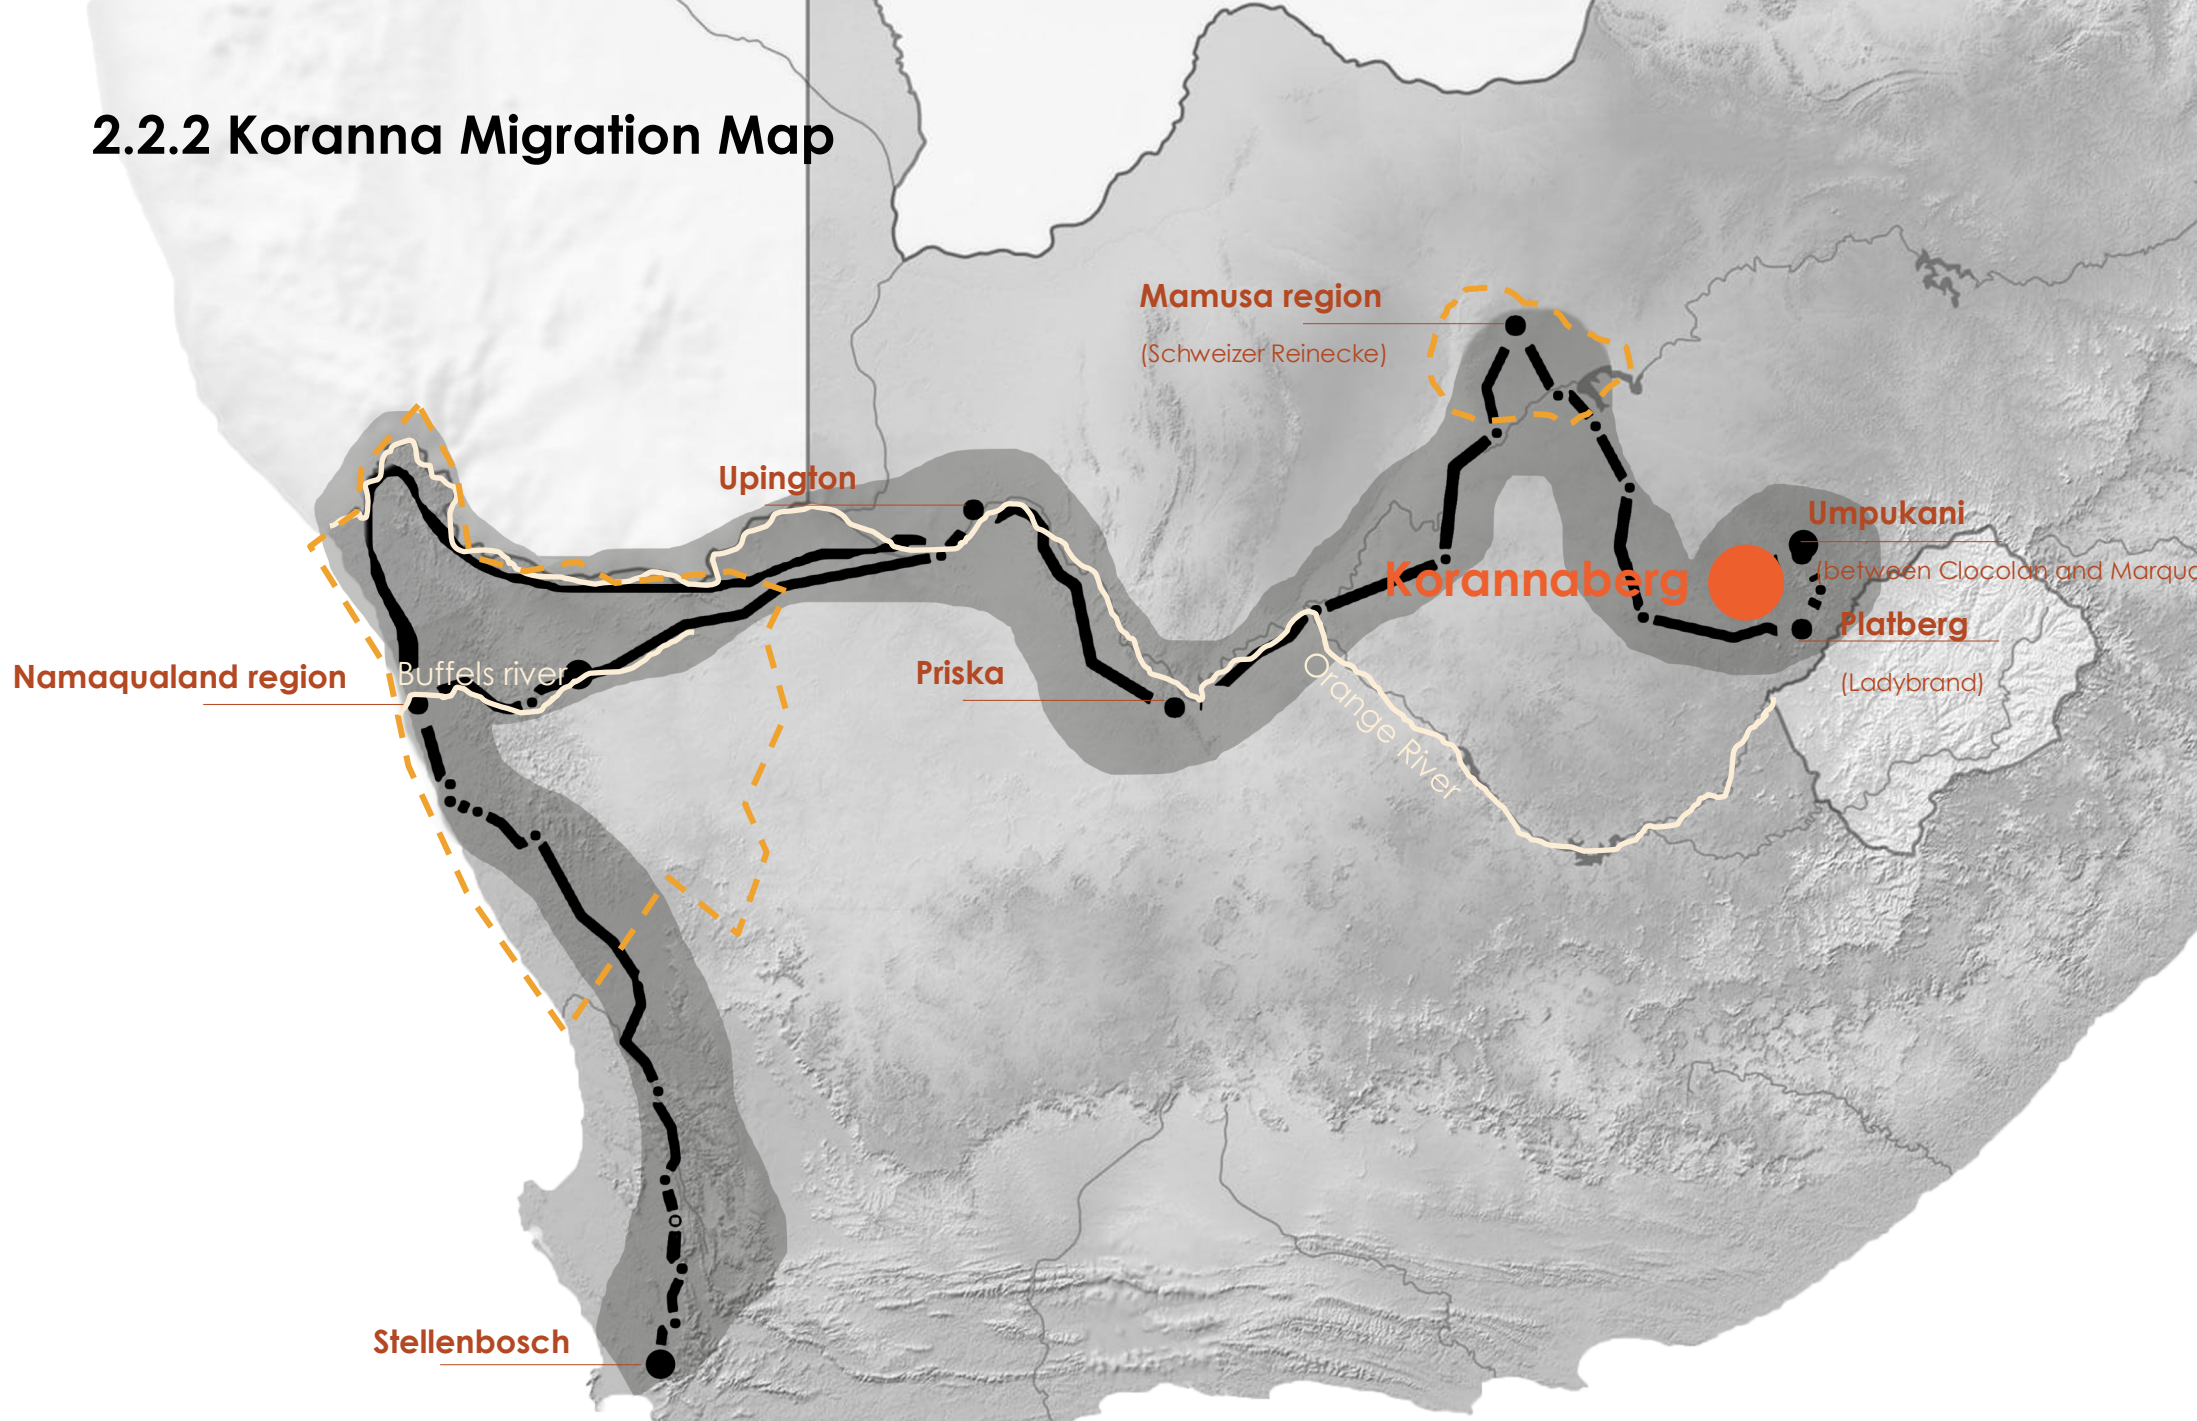 2.2.2 Koranna Migration Map
Mamusa region
(Schweizer Reinecke)
Upington
Umpukani
(between Clocolan and Marqua
Korannaberg
Platberg
(Ladybrand)
Namaqualand region
Buffels river
Priska
Orange River
Stellenbosch